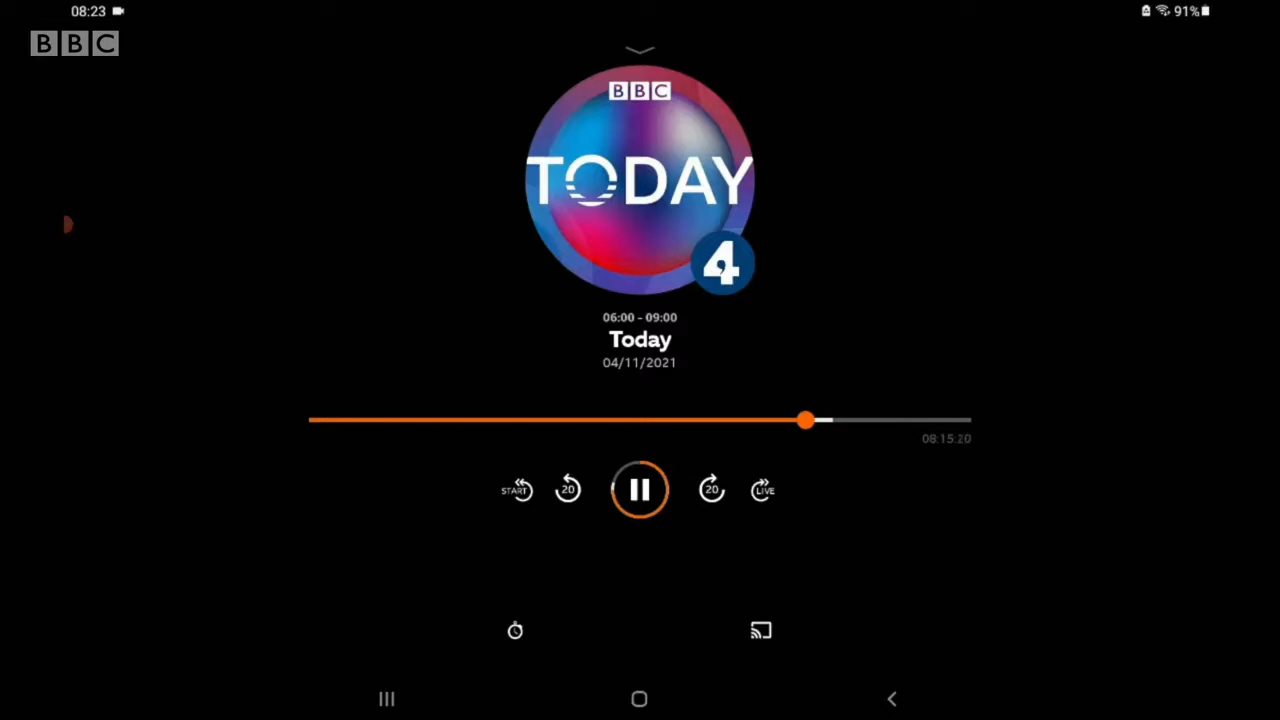 08:23
91%
BBC
BBC
TODAY
4
06:00 - 09:00
Today
04/11/2021
08:15:20
START
20
20
LIVE